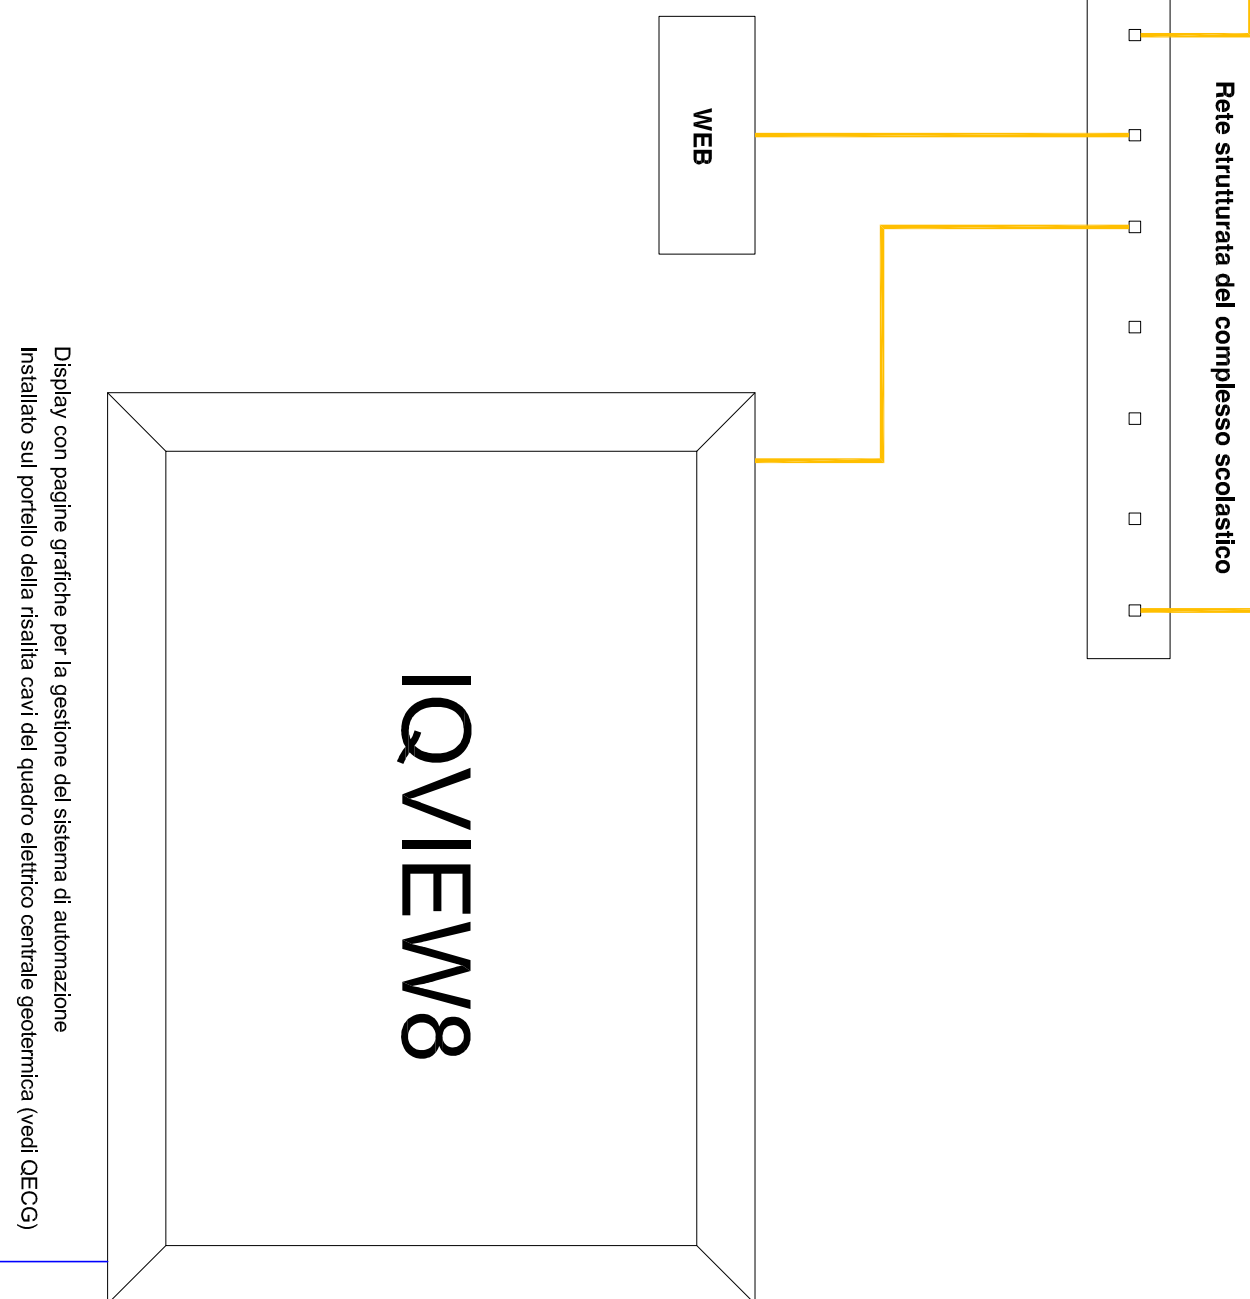 Rete strutturata del complesso scolastico
WEB
IQVIEW8
Display con pagine grafiche per la gestione del sistema di automazione
Installato sul portello della risalita cavi del quadro elettrico centrale geotermica (vedi QECG)